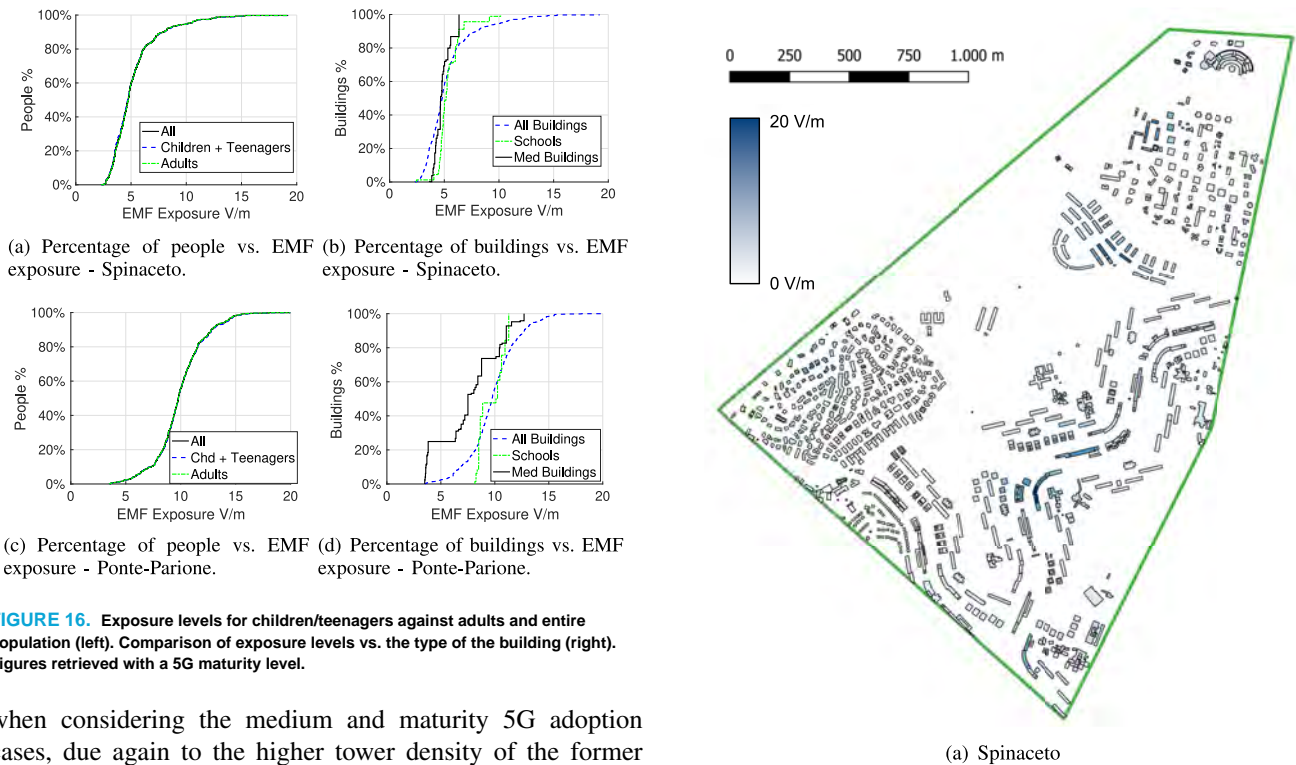 100%
80%
60%
40%
20%
0%
People %
All
Children + Teenagers
Adults
0 5 10 15 20
EMF Exposure V/m
(a) Percentage of people vs. EMF
exposure - Spinaceto.
100%
80%
60%
40%
20%
0%
Buildings %
All Buildings
Schools
Med Buildings
0 5 10 15 20
EMF Exposure V/m
(b) Percentage of buildings vs. EMF
exposure - Spinaceto.
100%
80%
60%
40%
20%
0%
People %
All
Chd + Teenagers
Adults
0 5 10 15 20
EMF Exposure V/m
(c) Percentage of people vs. EMF
exposure - Ponte-Parione.
100%
80%
60%
40%
20%
0%
Buildings %
All Buildings
Schools
Med Buildings
0 5 10 15 20
EMF Exposure V/m
(d) Percentage of buildings vs. EMF
exposure - Ponte-Parione.
IGURE 16. Exposure levels for children/teenagers against adults and entire
opulation (left). Comparison of exposure levels vs. the type of the building (right).
igures retrieved with a 5G maturity level.
when considering the medium and maturity 5G adoption
cases, due again to the higher tower density of the former
0 250 500 750 1.000 m
20 V/m
0 V/m
(a) Spinaceto